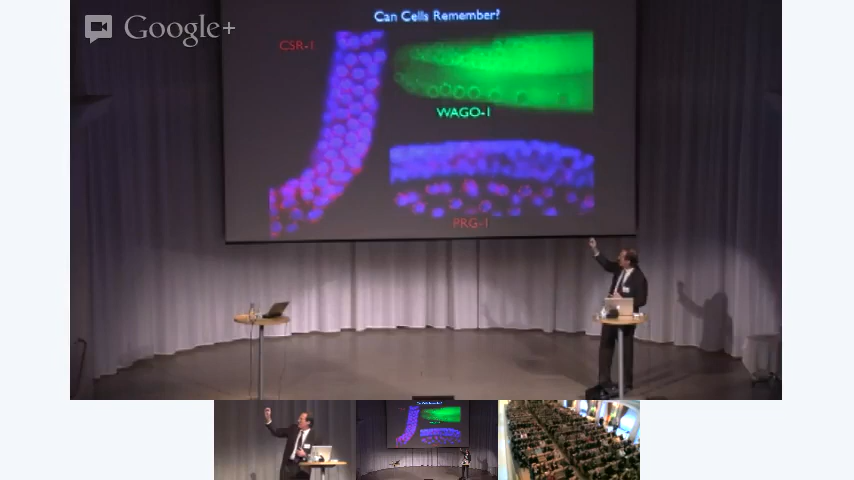 Google+
Can Cells Remember?
CSR-1
WAGO-1
PRG-1